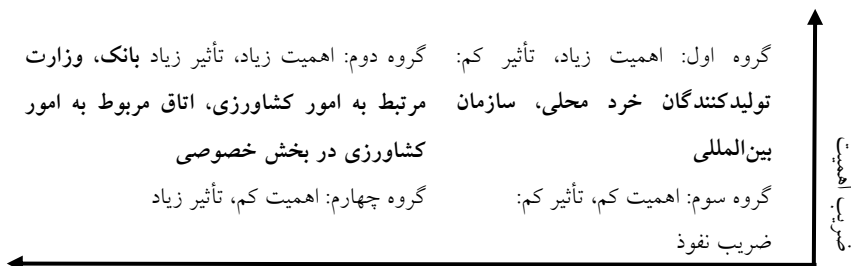 گروه اول: اهمیت زیاد، تأثیر کم:
تولیدکنندگان خرد محلی، سازمان
بین‌المللی
گروه دوم: اهمیت زیاد، تأثیر زیاد بانک، وزارت
مرتبط به امور کشاورزی، اتاق مربوط به امور
کشاورزی در بخش خصوصی
گروه سوم: اهمیت کم، تأثیر کم:
گروه چهارم: اهمیت کم، تأثیر زیاد
ضریب نفوذ
ضریب اهمیت